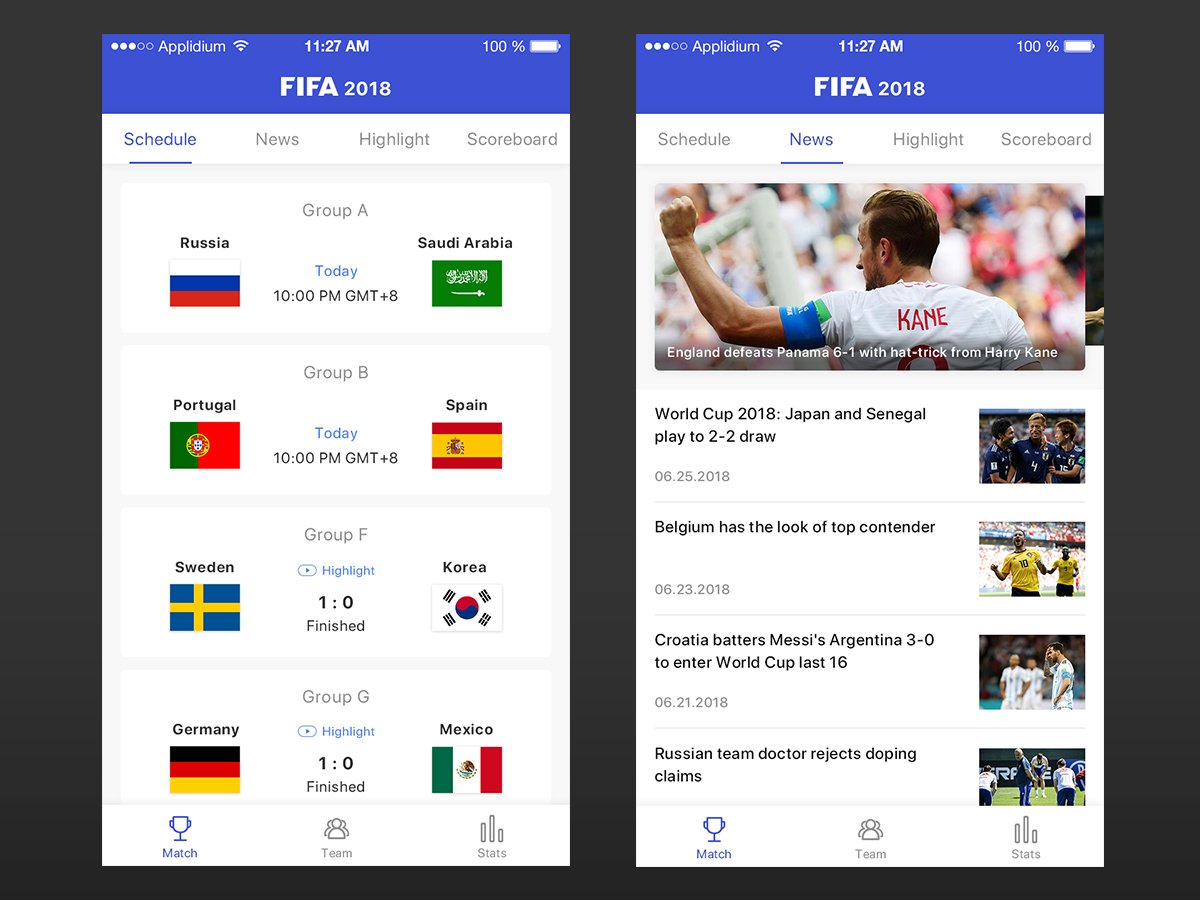 Applidium 11:27 AM 100 %
FIFA 2018
Schedule News Highlight Scoreboard
Group A
Russia Saudi Arabia
Today
10:00 PM GMT+8
Group B
Portugal Spain
Today
10:00 PM GMT+8
Group F
Sweden Highlight Korea
1 : 0
Finished
Group G
Germany Highlight Mexico
1 : 0
Finished
Match Team Stats
Applidium 11:27 AM 100 %
FIFA 2018
Schedule News Highlight Scoreboard
KANE
England defeats Panama 6-1 with hat-trick from Harry Kane
World Cup 2018: Japan and Senegal
play to 2-2 draw
06.25.2018
4
15
Belgium has the look of top contender
10
06.23.2018
Croatia batters Messi's Argentina 3-0
to enter World Cup last 16
06.21.2018
Russian team doctor rejects doping
claims
Match Team Stats